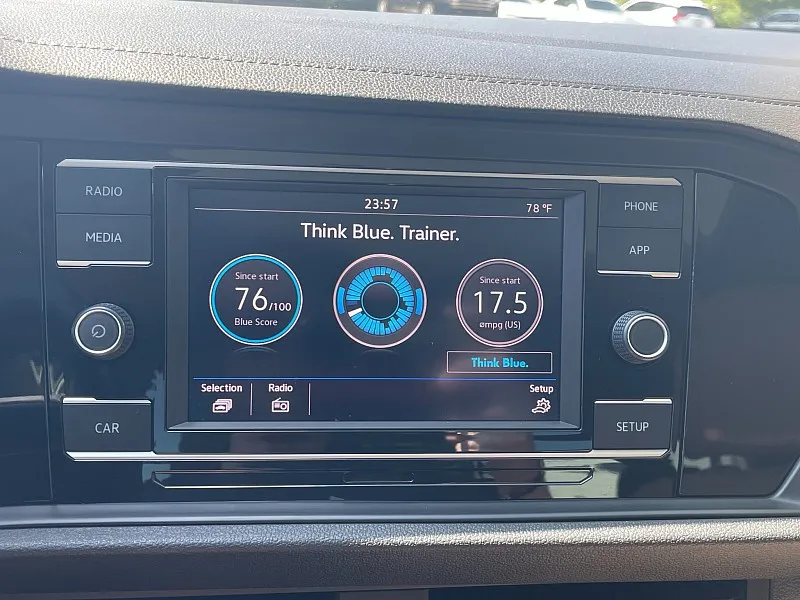 RADIO
MEDIA
CAR
23:57
78 °F
Think Blue. Trainer.
Since start
76/100
Blue Score
Since start
17.5
ømpg (US)
Think Blue.
Selection
Radio
Setup
PHONE
APP
SETUP